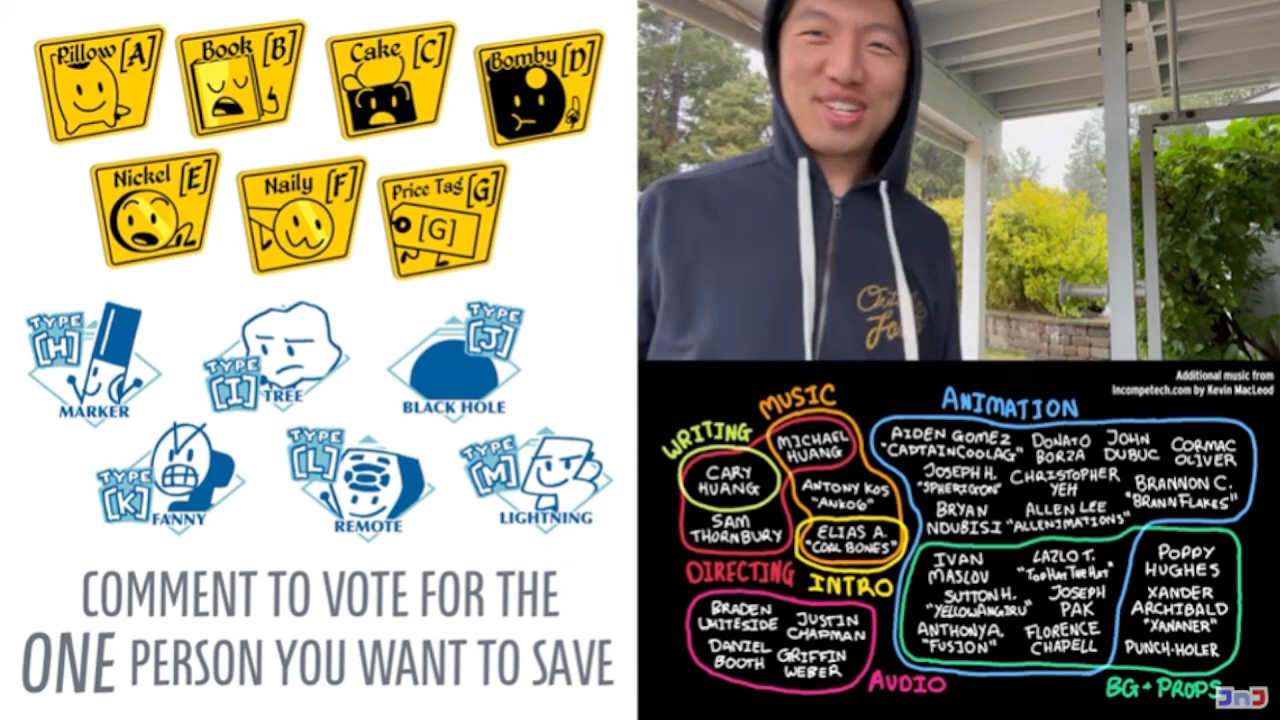 Pillow [A]
Book [B]
Cake [C]
Bomby [D]
Nickel [E]
Naily [F]
Price Tag [G]
[G]
TYPE
[H]
MARKER
TYPE
[I]
TREE
TYPE
[J]
BLACK HOLE
TYPE
[K]
FANNY
TYPE
[L]
REMOTE
TYPE
[M]
LIGHTNING
COMMENT TO VOTE FOR THE
ONE PERSON YOU WANT TO SAVE
Additional music from
Incompetech.com by Kevin MacLeod
WRITING
MUSIC
MICHAEL
HUANG
CARY
HUANG
ANTONY KOS
"ANKO6"
SAM
THORNBURY
ELIAS A.
"COAL BONES"
DIRECTING
INTRO
BRADEN
WHITESIDE
JUSTIN
CHAPMAN
DANIEL
BOOTH
GRIFFIN
WEBER
AUDIO
ANIMATION
AIDEN GOMEZ
"CAPTAINCOOLAG"
DONATO
BORZA
JOHN
DUBUC
CORMAC
OLIVER
JOSEPH H.
"SPHERIGON"
CHRISTOPHER
YEH
BRANNON C.
"BRANNFLAKES"
BRYAN
NDUBISI
ALLEN LEE
"ALLENIMATIONS"
IVAN
MASLOV
LAZLO T.
"TOPHATTHEHAT"
POPPY
HUGHES
SUTTON H.
"YELLOWANGIRU"
JOSEPH
PAK
XANDER
ARCHIBALD
"XANANER"
ANTHONY A.
"FUSION"
FLORENCE
CHAPELL
PUNCH-HOLER
BG + PROPS
JnJ